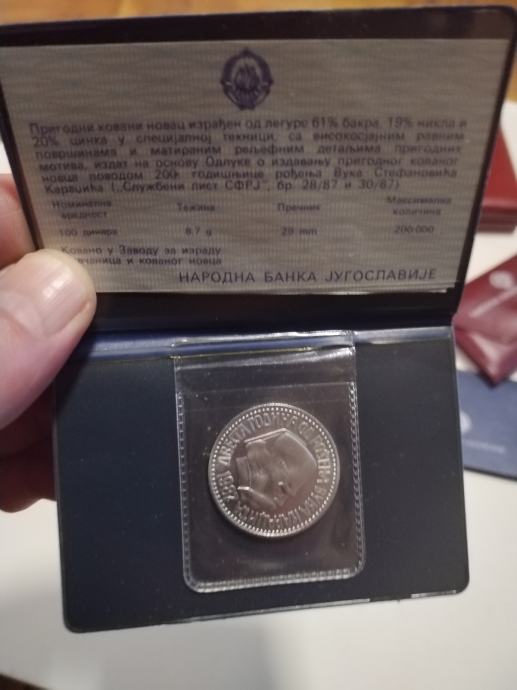 Пригодни ковани новац израђен од легуре 61% бакра, 19% никла и
20% цинка у специјалној техници, са високосјајним равним
површинама и матираним рељефним детаљима пригодних
мотива, издат на основу Одлуке о издавању пригодног кованог
новца поводом 200. годишњице рођења Вука Стефановића
Караџића („Службени лист СФРЈ", бр. 28/87 и 30/87)
Номинална вредност Тежина Пречник Максимална количина
100 динара 8.7 g 29 mm 200.000
Ковано у Заводу за израду
новчаница и кованог новца
НАРОДНА БАНКА ЈУГОСЛАВИЈЕ
1987